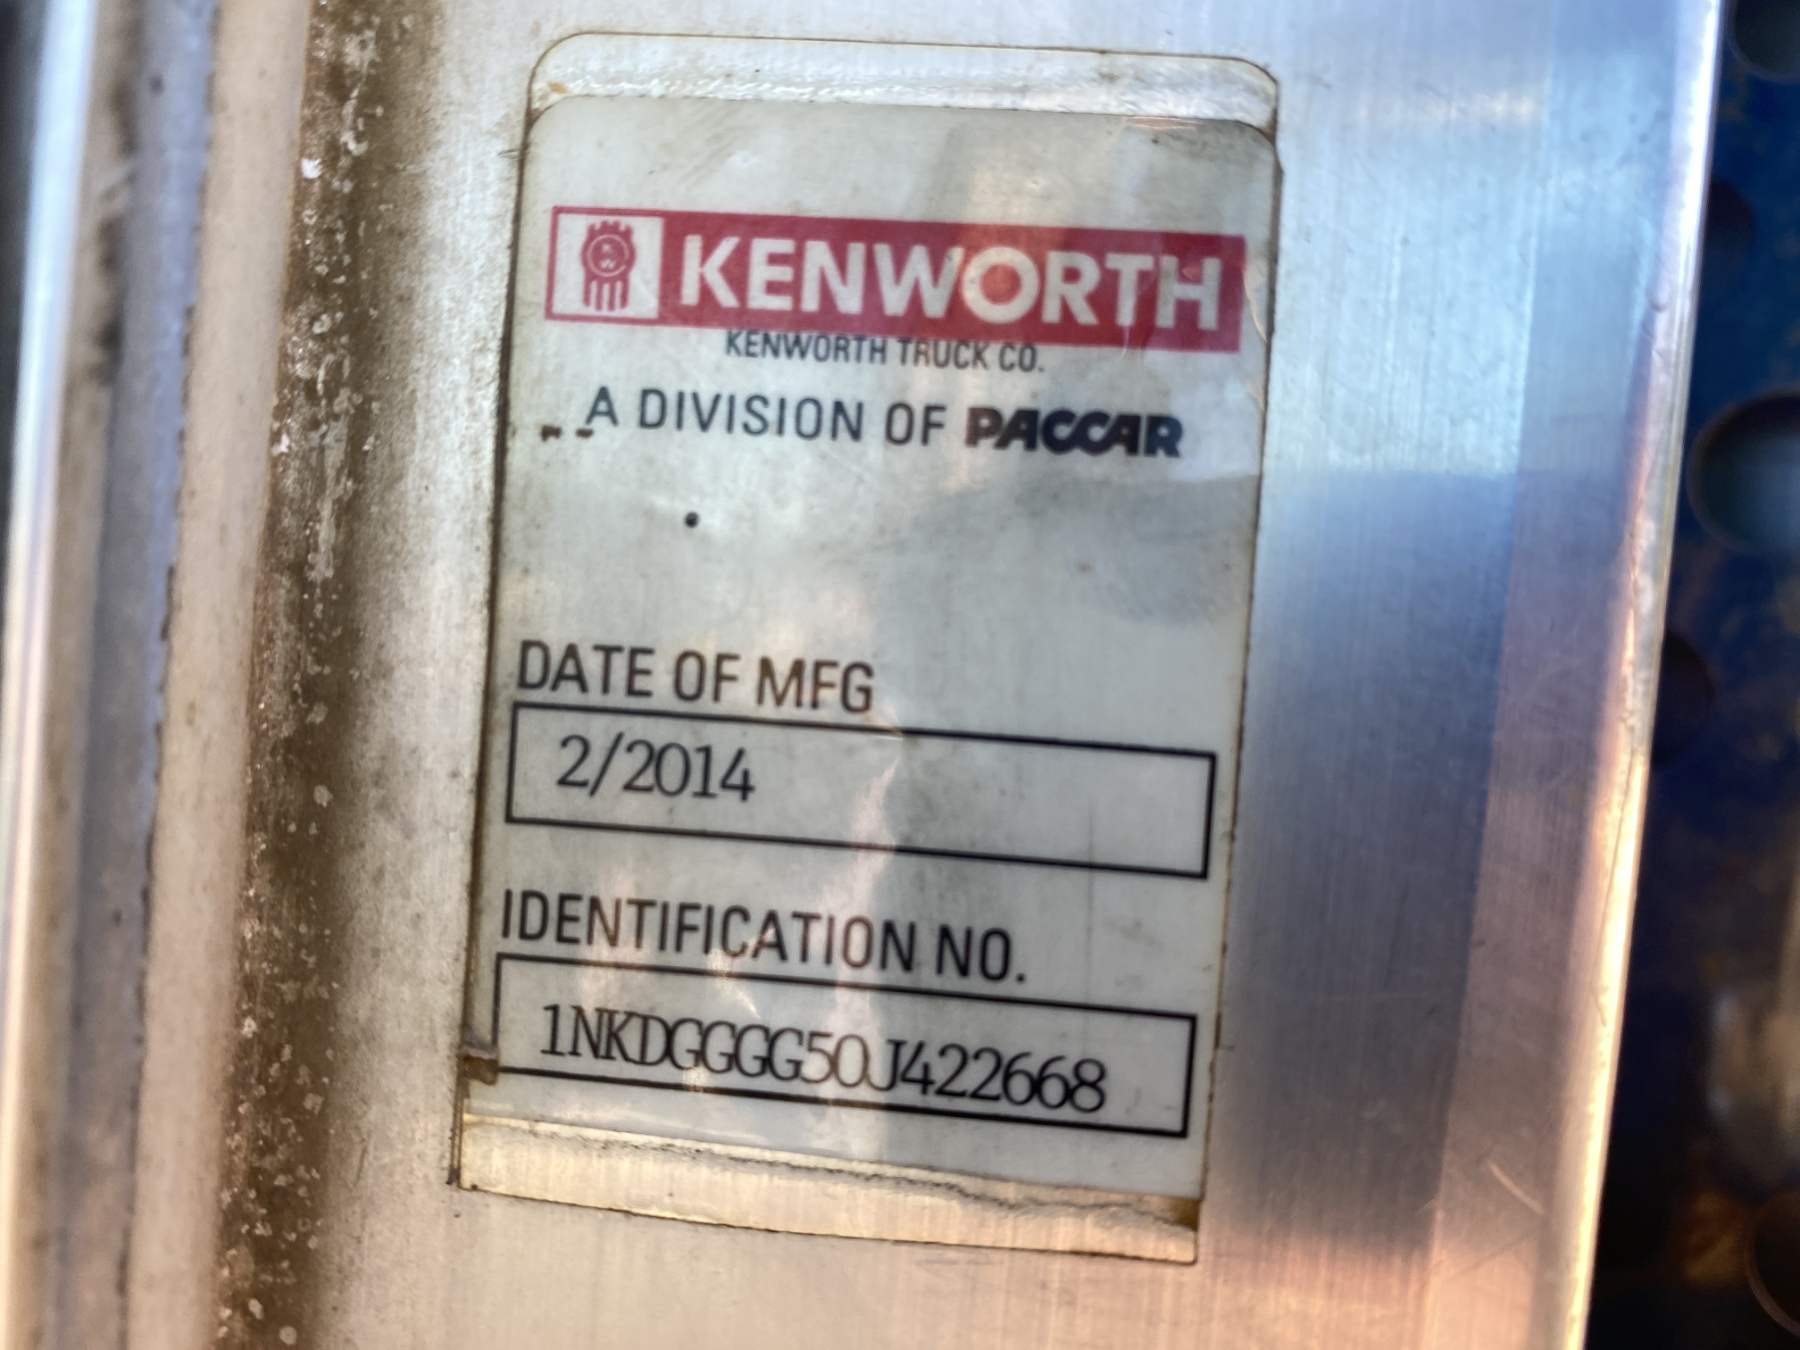 KENWORTH
KENWORTH TRUCK CO.
A DIVISION OF PACCAR
DATE OF MFG
2/2014
IDENTIFICATION NO.
1NKDGGGG50J422668